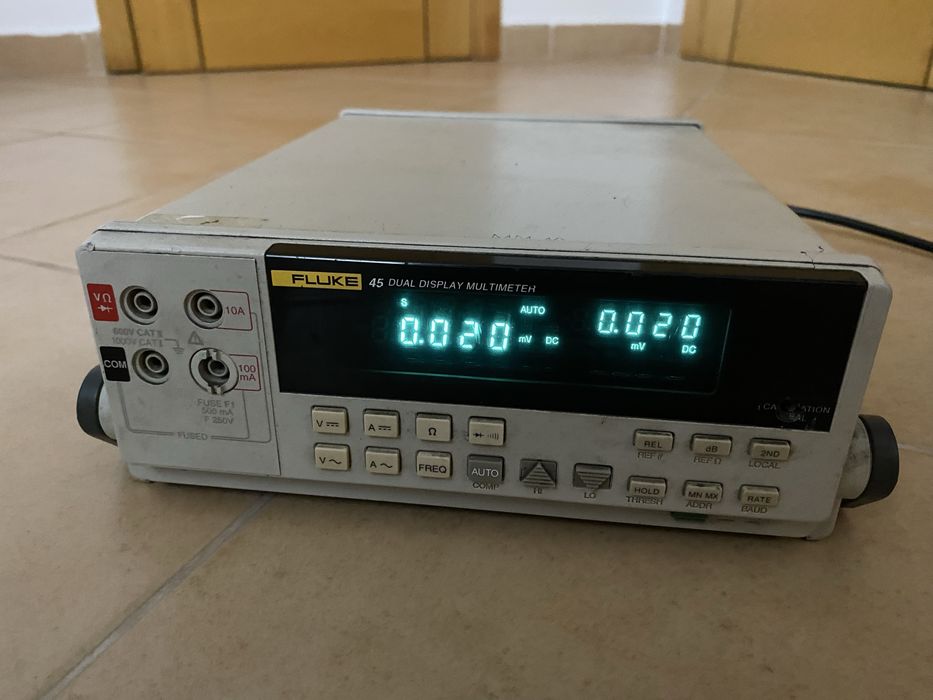 FLUKE 45 DUAL DISPLAY MULTIMETER
S AUTO
0.020 mV DC
0.020 mV DC
VΩ
10A
600V CAT II
1000V CAT I
COM
100 mA
FUSE F1
500 mA
F 250V
FUSED
V A Ω
V A FREQ AUTO
COMP HI LO
REL dB 2ND
REF # REF Ω LOCAL
HOLD MN MX RATE
THRESH ADDR BAUD